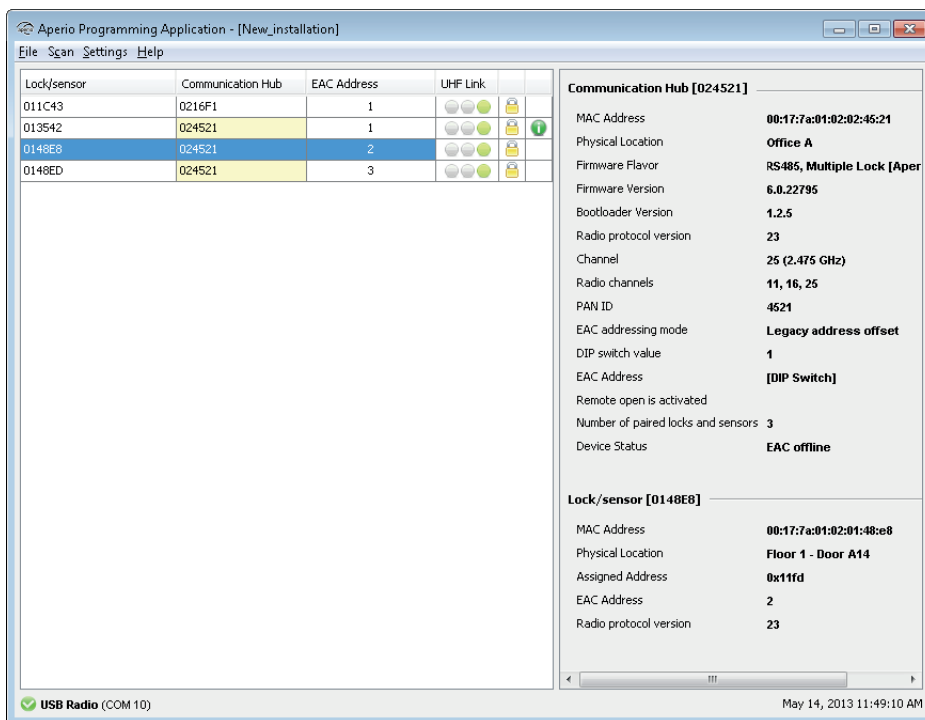 Aperio Programming Application - [New_installation]
File Scan Settings Help
Lock/sensor Communication Hub EAC Address UHF Link
011C43 0216F1 1
013542 024521 1
0148E8 024521 2
0148ED 024521 3
Communication Hub [024521]
MAC Address 00:17:7a:01:02:02:45:21
Physical Location Office A
Firmware Flavor RS485, Multiple Lock [Aper
Firmware Version 6.0.22795
Bootloader Version 1.2.5
Radio protocol version 23
Channel 25 (2.475 GHz)
Radio channels 11, 16, 25
PAN ID 4521
EAC addressing mode Legacy address offset
DIP switch value 1
EAC Address [DIP Switch]
Remote open is activated
Number of paired locks and sensors 3
Device Status EAC offline
Lock/sensor [0148E8]
MAC Address 00:17:7a:01:02:01:48:e8
Physical Location Floor 1 - Door A14
Assigned Address 0x11fd
EAC Address 2
Radio protocol version 23
USB Radio (COM 10) May 14, 2013 11:49:10 AM